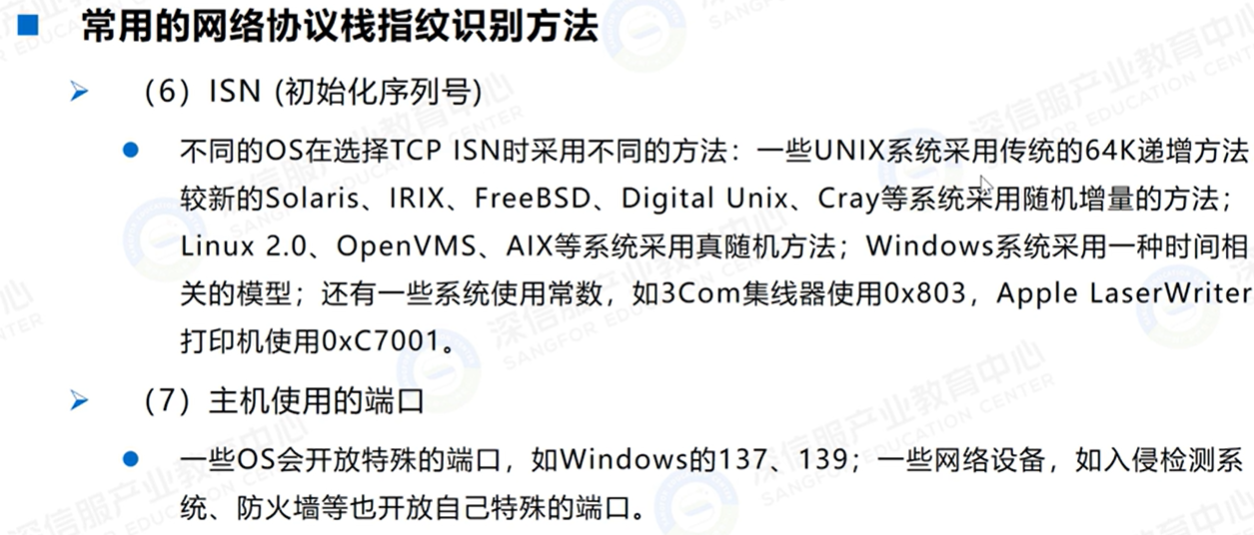 常用的网络协议栈指纹识别方法
（6）ISN (初始化序列号)
不同的OS在选择TCP ISN时采用不同的方法：一些UNIX系统采用传统的64K递增方法
较新的Solaris、IRIX、FreeBSD、Digital Unix、Cray等系统采用随机增量的方法；
Linux 2.0、OpenVMS、AIX等系统采用真随机方法；Windows系统采用一种时间相
关的模型；还有一些系统使用常数，如3Com集线器使用0x803，Apple LaserWriter
打印机使用0xC7001。
（7）主机使用的端口
一些OS会开放特殊的端口，如Windows的137、139；一些网络设备，如入侵检测系
统、防火墙等也开放自己特殊的端口。
深信服产业教育中心
SANGFOR EDUCATION CENTER